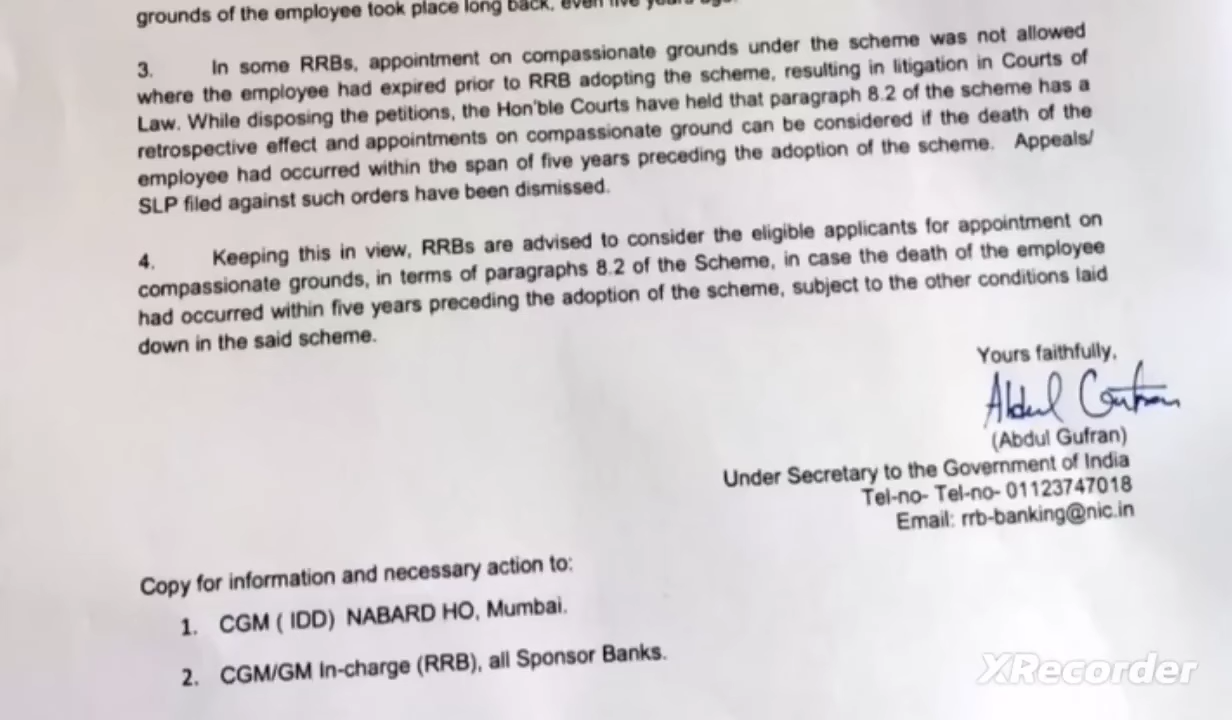 grounds of the employee took place long back, even five years ago.
3. In some RRBs, appointment on compassionate grounds under the scheme was not allowed
where the employee had expired prior to RRB adopting the scheme, resulting in litigation in Courts of
Law. While disposing the petitions, the Hon'ble Courts have held that paragraph 8.2 of the scheme has a
retrospective effect and appointments on compassionate ground can be considered if the death of the
employee had occurred within the span of five years preceding the adoption of the scheme. Appeals/
SLP filed against such orders have been dismissed.
4. Keeping this in view, RRBs are advised to consider the eligible applicants for appointment on
compassionate grounds, in terms of paragraphs 8.2 of the Scheme, in case the death of the employee
had occurred within five years preceding the adoption of the scheme, subject to the other conditions laid
down in the said scheme.
Yours faithfully,
Abdul Gufran
(Abdul Gufran)
Under Secretary to the Government of India
Tel-no- Tel-no- 01123747018
Email: rrb-banking@nic.in
Copy for information and necessary action to:
1. CGM ( IDD) NABARD HO, Mumbai.
2. CGM/GM In-charge (RRB), all Sponsor Banks.
XRecorder